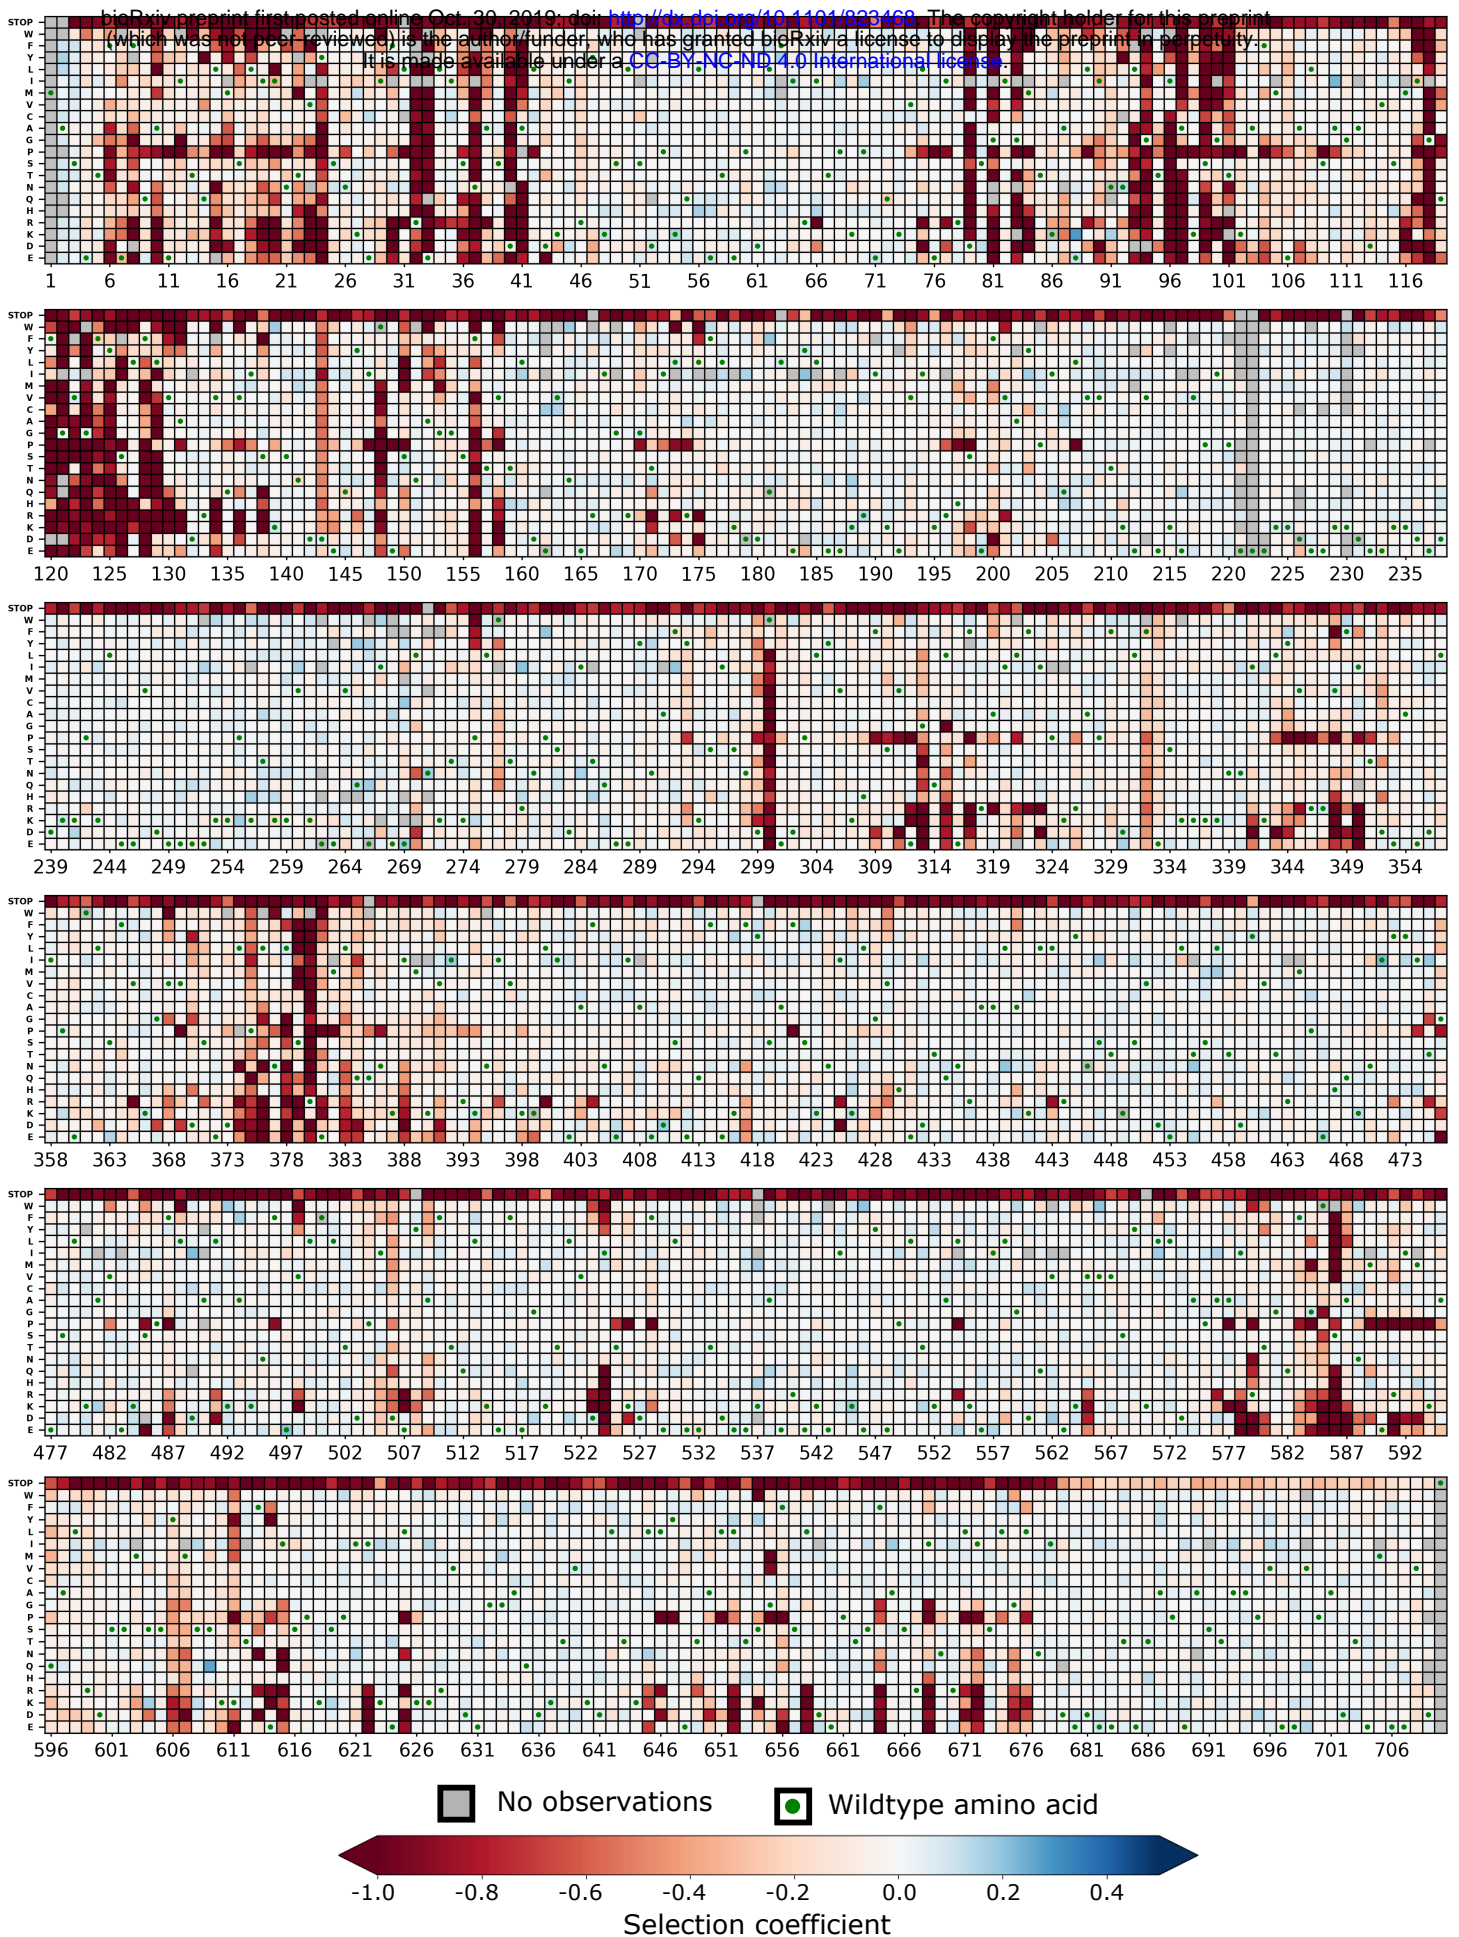 bioRxiv preprint first posted online Oct. 30, 2019; doi: http://dx.doi.org/10.1101/823468. The copyright holder for this preprint
(which was not peer-reviewed) is the author/funder, who has granted bioRxiv a license to display the preprint in perpetuity.
It is made available under a CC-BY-NC-ND 4.0 International license.
STOP
W
F
Y
L
I
M
V
C
A
G
P
S
T
N
Q
H
R
K
D
E
1 6 11 16 21 26 31 36 41 46 51 56 61 66 71 76 81 86 91 96 101 106 111 116
STOP
W
F
Y
L
I
M
V
C
A
G
P
S
T
N
Q
H
R
K
D
E
120 125 130 135 140 145 150 155 160 165 170 175 180 185 190 195 200 205 210 215 220 225 230 235
STOP
W
F
Y
L
I
M
V
C
A
G
P
S
T
N
Q
H
R
K
D
E
239 244 249 254 259 264 269 274 279 284 289 294 299 304 309 314 319 324 329 334 339 344 349 354
STOP
W
F
Y
L
I
M
V
C
A
G
P
S
T
N
Q
H
R
K
D
E
358 363 368 373 378 383 388 393 398 403 408 413 418 423 428 433 438 443 448 453 458 463 468 473
STOP
W
F
Y
L
I
M
V
C
A
G
P
S
T
N
Q
H
R
K
D
E
477 482 487 492 497 502 507 512 517 522 527 532 537 542 547 552 557 562 567 572 577 582 587 592
STOP
W
F
Y
L
I
M
V
C
A
G
P
S
T
N
Q
H
R
K
D
E
596 601 606 611 616 621 626 631 636 641 646 651 656 661 666 671 676 681 686 691 696 701 706
No observations
Wildtype amino acid
-1.0 -0.8 -0.6 -0.4 -0.2 0.0 0.2 0.4
Selection coefficient